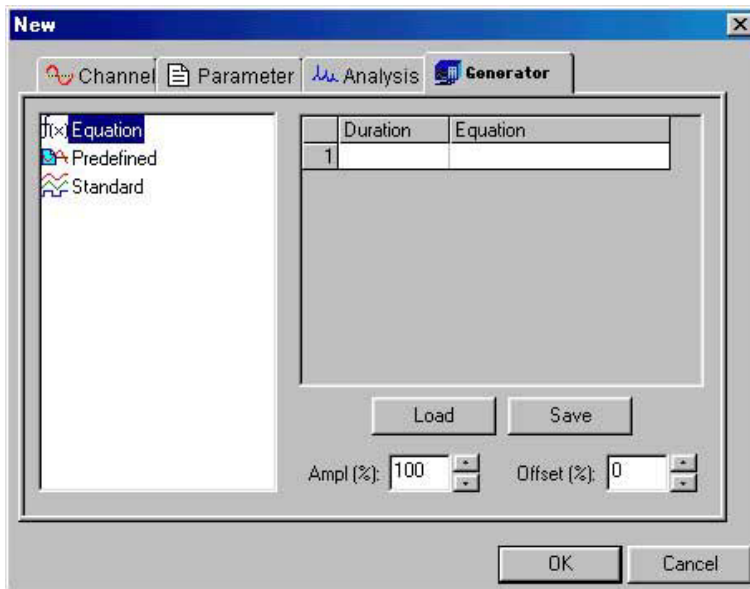 New
Channel Parameter Analysis Generator
f(x) Equation
Predefined
Standard
Duration Equation
1
Load Save
Ampl (%): 100 Offset (%): 0
OK Cancel